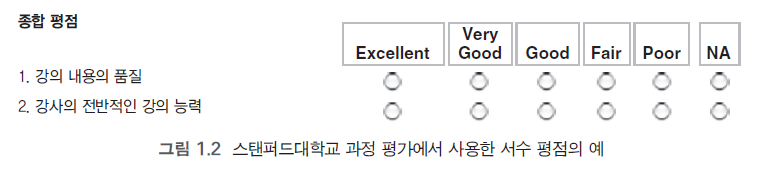 종합 평점
Excellent Very Good Good Fair Poor NA
1. 강의 내용의 품질
2. 강사의 전반적인 강의 능력
그림 1.2 스탠퍼드대학교 과정 평가에서 사용한 서수 평점의 예